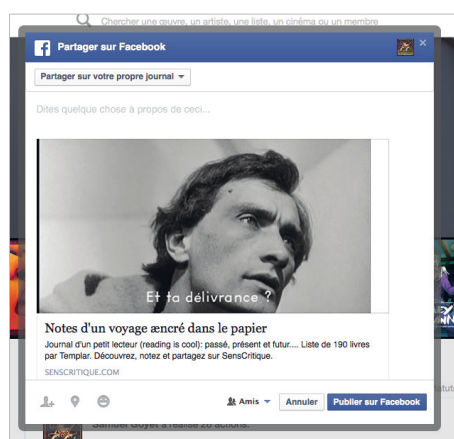 Chercher une œuvre, un artiste, une liste, un cinéma ou un membre
Partager sur Facebook
Partager sur votre propre journal
Dites quelque chose à propos de ceci...
Et ta délivrance ?
Notes d'un voyage æncré dans le papier
Journal d'un petit lecteur (reading is cool): passé, présent et futur.... Liste de 190 livres
par Templar. Découvrez, notez et partagez sur SensCritique.
SENSCRITIQUE.COM
Amis
Annuler
Publier sur Facebook
Samuel Goyet a réalisé 20 actions.